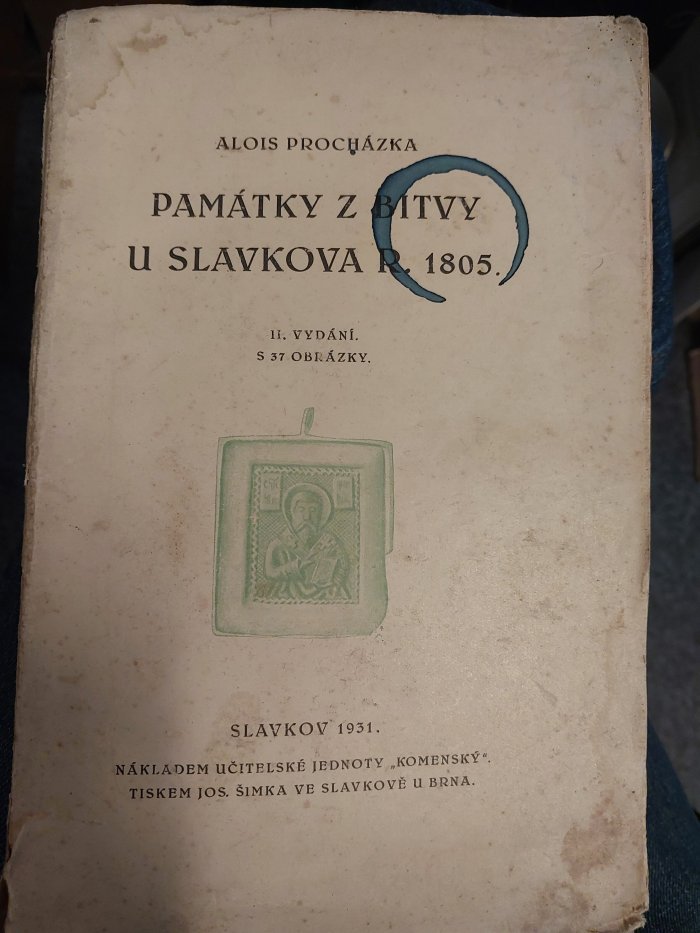 ALOIS PROCHÁZKA
PAMÁTKY Z BITVY
U SLAVKOVA R. 1805.
II. VYDÁNÍ.
S 37 OBRÁZKY.
SLAVKOV 1931.
NÁKLADEM UČITELSKÉ JEDNOTY „KOMENSKÝ“.
TISKEM JOS. ŠIMKA VE SLAVKOVĚ U BRNA.